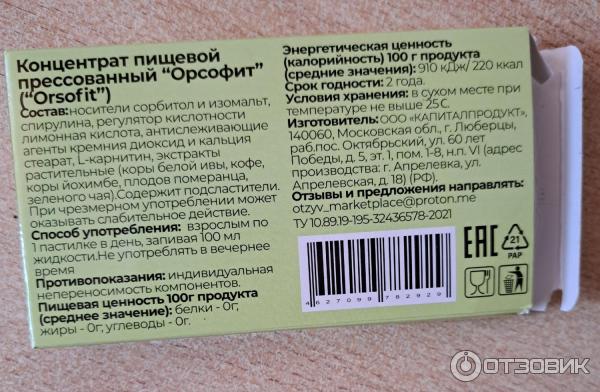 Концентрат пищевой
прессованный "Орсофит"
("Orsofit")
Состав:носители сорбитол и изомальт,
спирулина, регулятор кислотности
лимонная кислота, антислеживающие
агенты кремния диоксид и кальция
стеарат, L-карнитин, экстракты
растительные (коры белой ивы, кофе,
коры йохимбе, плодов померанца,
зеленого чая).Содержит подсластители.
При чрезмерном употреблении может
оказывать слабительное действие.
Способ употребления: взрослым по
1 пастилке в день, запивая 100 мл
жидкости.Не употреблять в вечернее
время
Противопоказания: индивидуальная
непереносимость компонентов.
Пищевая ценность 100г продукта
(среднее значение): белки - 0г,
жиры - 0г, углеводы - 0г.
Энергетическая ценность
(калорийность) 100 г продукта
(средние значения): 910 кДж/ 220 ккал
Срок годности: 2 года.
Условия хранения: в сухом месте при
температуре не выше 25С.
Изготовитель: ООО «КАПИТАЛПРОДУКТ»,
140060, Московская обл., г. Люберцы,
раб.пос. Октябрьский, ул. 60 лет
Победы, д. 5, эт. 1, пом. 1-8, н.п. VI (адрес
производства: г. Апрелевка, ул.
Апрелевская, д. 18) (РФ).
Отзывы и предложения направлять:
otzyv_marketplace@proton.me
ТУ 10.89.19-195-32436578-2021
4 627099 782929
EAC
21
PAP
ОТЗОВИК